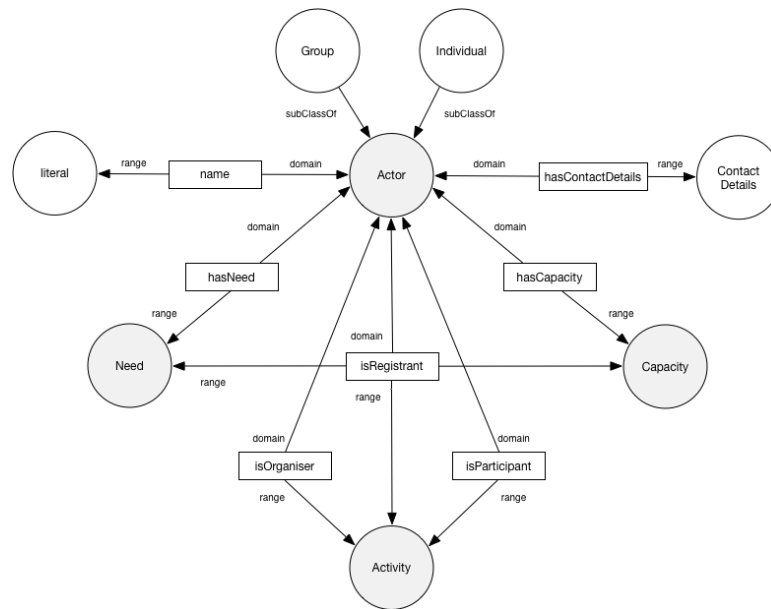 Group
Individual
subClassOf
subClassOf
literal
range
name
domain
Actor
domain
hasContactDetails
range
Contact
Details
domain
domain
hasNeed
hasCapacity
range
range
domain
Need
range
isRegistrant
range
Capacity
domain
domain
isOrganiser
isParticipant
range
range
Activity